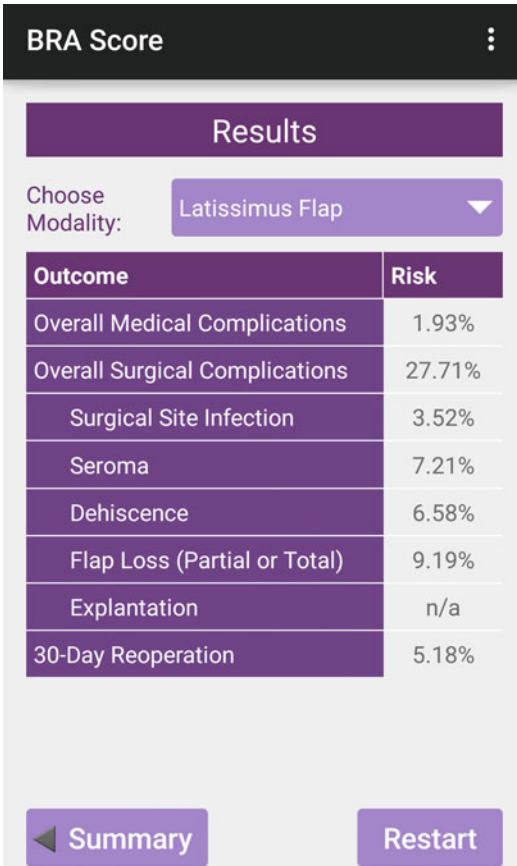 BRA Score
Results
Choose
Modality:
Latissimus Flap
Outcome Risk
Overall Medical Complications 1.93%
Overall Surgical Complications 27.71%
Surgical Site Infection 3.52%
Seroma 7.21%
Dehiscence 6.58%
Flap Loss (Partial or Total) 9.19%
Explantation n/a
30-Day Reoperation 5.18%
Summary Restart